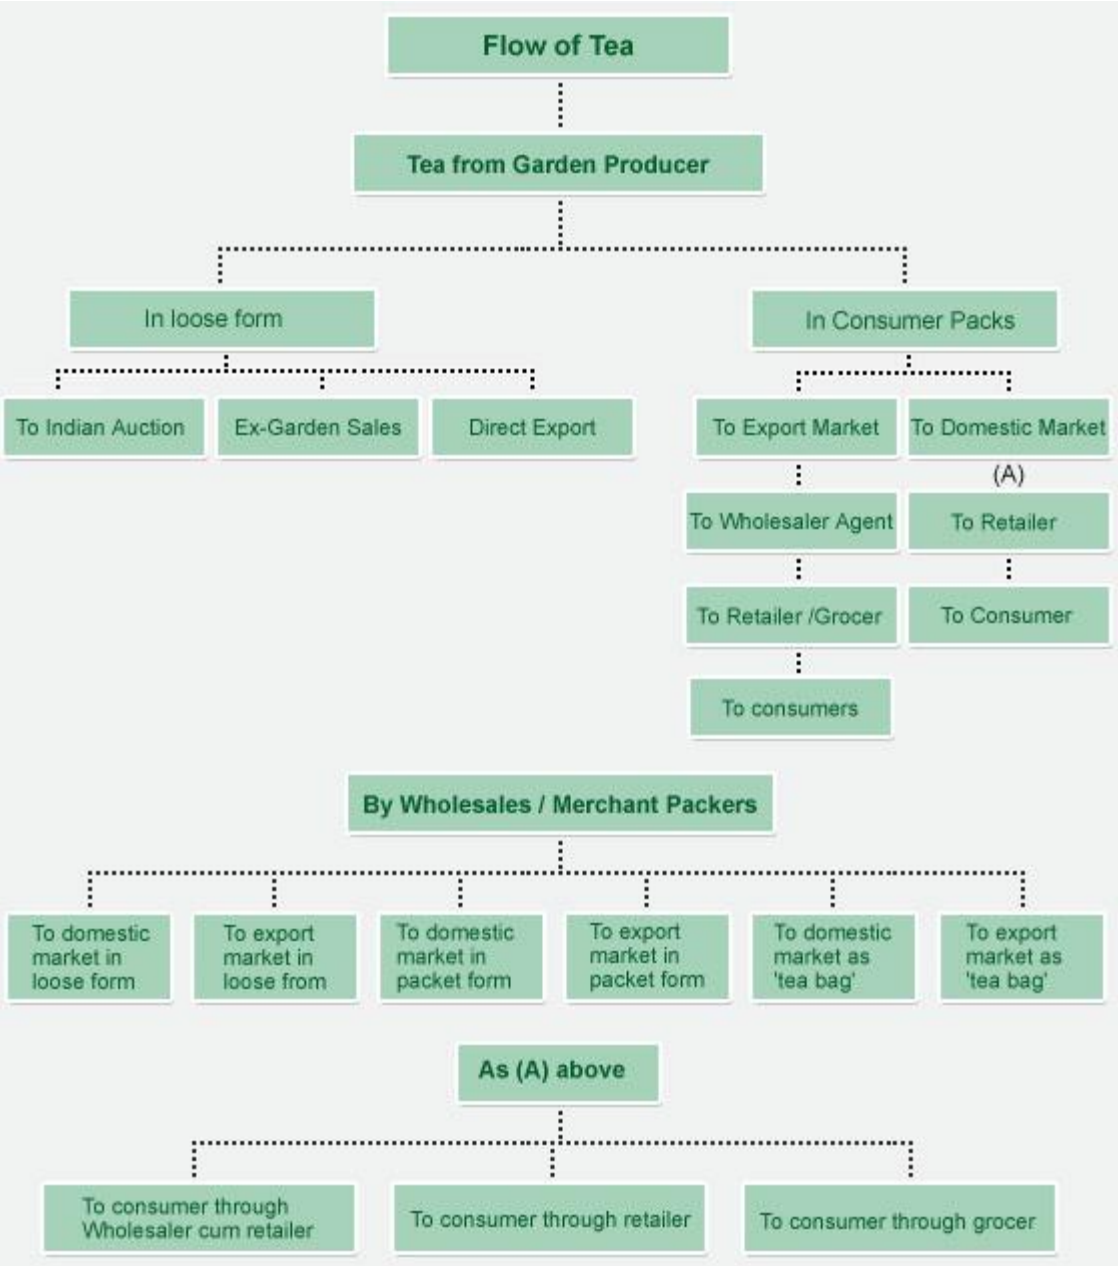 Flow of Tea
Tea from Garden Producer
In loose form
In Consumer Packs
To Indian Auction
Ex-Garden Sales
Direct Export
To Export Market
To Domestic Market
(A)
To Wholesaler Agent
To Retailer
To Retailer /Grocer
To Consumer
To consumers
By Wholesales / Merchant Packers
To domestic
market in
loose form
To export
market in
loose from
To domestic
market in
packet form
To export
market in
packet form
To domestic
market as
'tea bag'
To export
market as
'tea bag'
As (A) above
To consumer through
Wholesaler cum retailer
To consumer through retailer
To consumer through grocer